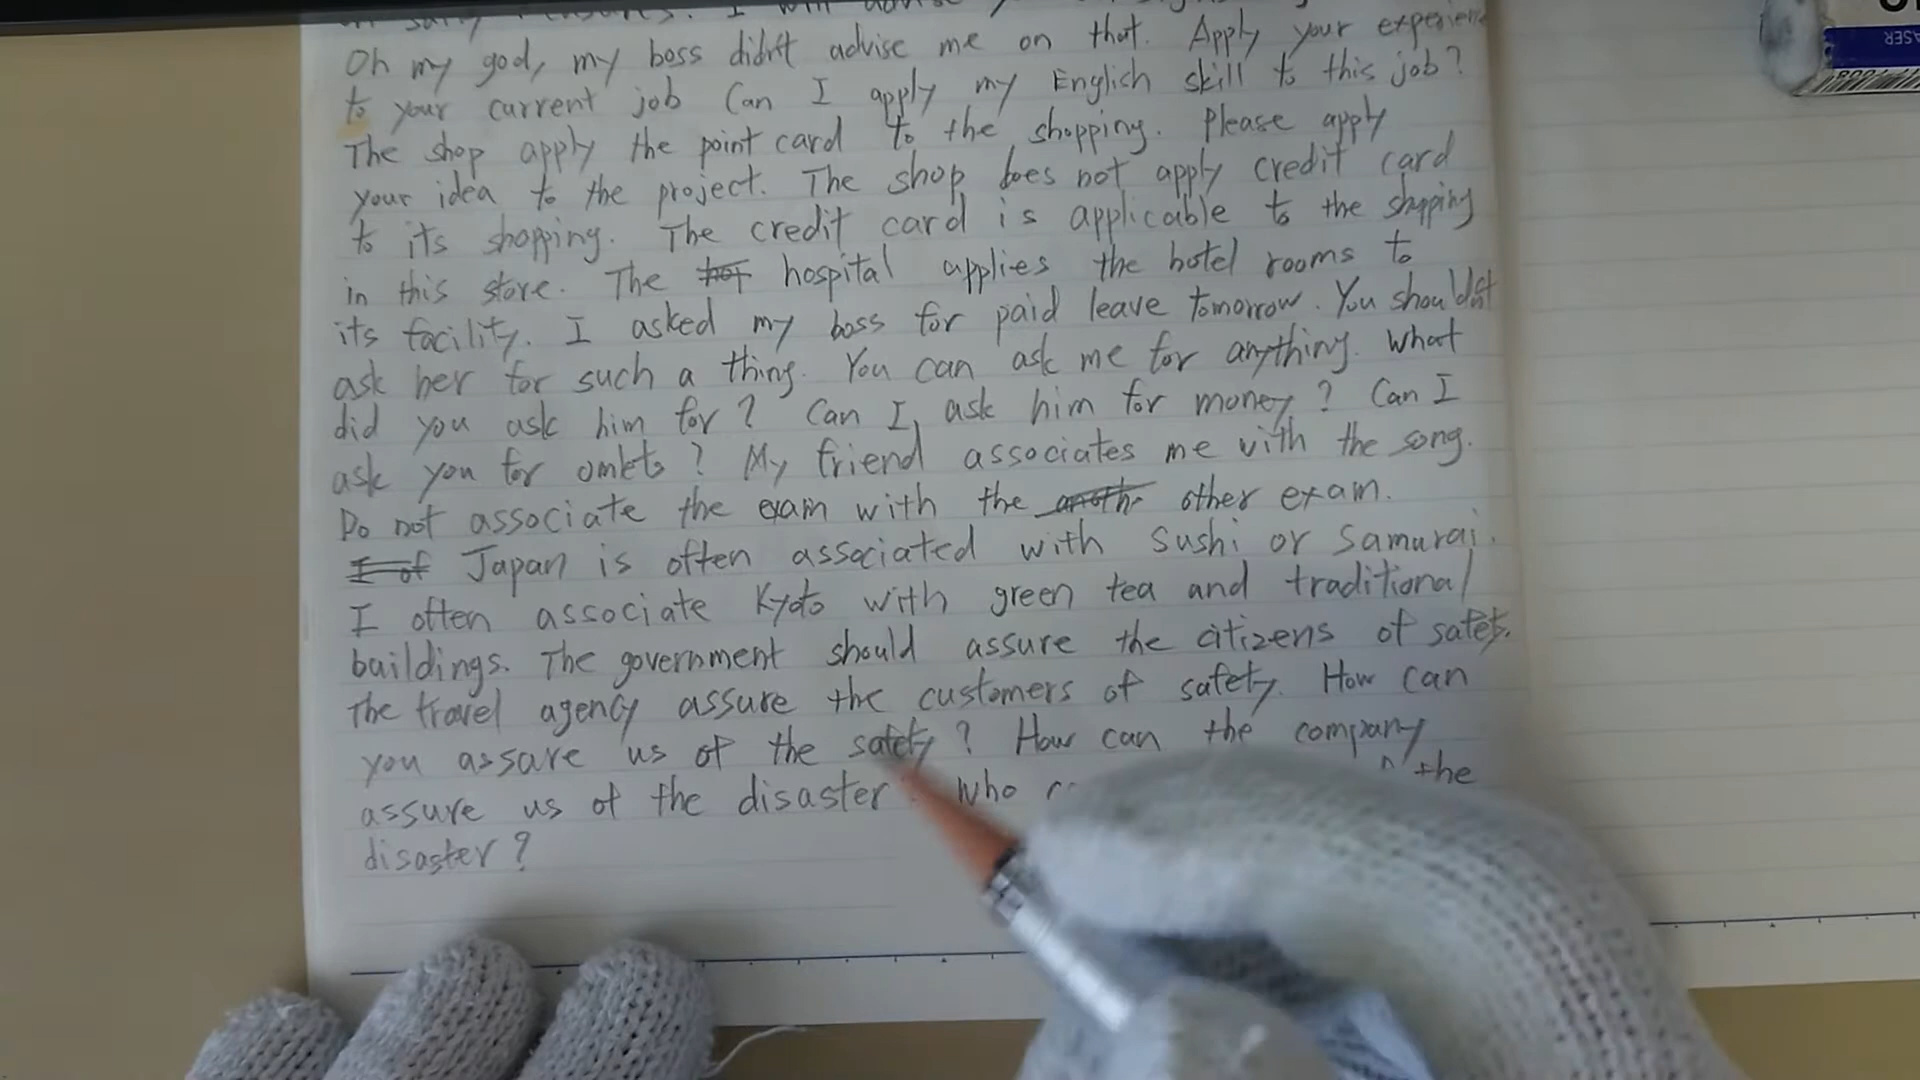 Oh my god, my boss didn't advise me on that. Apply your
to your current job Can I apply my English skill to this job?
The shop apply the point card to the shopping. Please apply
your idea to the project. The shop does not apply credit card
to its shopping. The credit card is applicable to the shopping
in this store. The hospital applies the hotel rooms to
its facility. I asked my boss for paid leave tomorrow. You shouldn't
ask her for such a thing. You can ask me for anything. What
did you ask him for? Can I ask him for money? Can I
ask you for omlets? My friend associates me with the song.
Do not associate the exam with the other exam.
Japan is often associated with Sushi or Samurai.
I often associate Kyoto with green tea and traditional
buildings. The government should assure the citizens of safety.
The travel agency assure the customers of safety. How can
you assure us of the safety? How can the company
assure us of the disaster Who the
disaster?